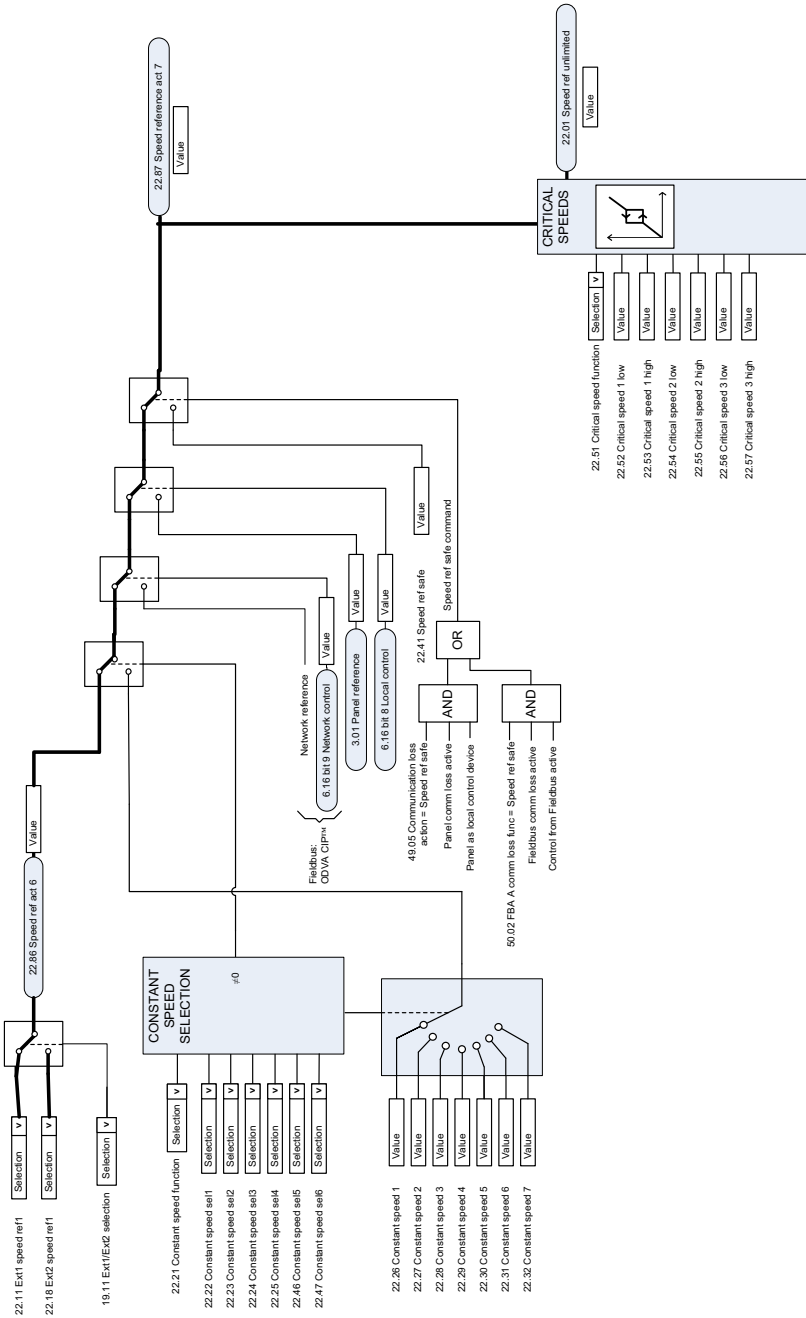 22.11 Ext1 speed ref1
Selection
v
22.18 Ext2 speed ref1
Selection
v
19.11 Ext1/Ext2 selection
Selection
v
22.86 Speed ref act 6
Value
22.21 Constant speed function
Selection
v
22.22 Constant speed sel1
Selection
v
22.23 Constant speed sel2
Selection
v
22.24 Constant speed sel3
Selection
v
22.25 Constant speed sel4
Selection
v
22.46 Constant speed sel5
Selection
v
22.47 Constant speed sel6
Selection
v
CONSTANT
SPEED
SELECTION
≠0
22.26 Constant speed 1
Value
22.27 Constant speed 2
Value
22.28 Constant speed 3
Value
22.29 Constant speed 4
Value
22.30 Constant speed 5
Value
22.31 Constant speed 6
Value
22.32 Constant speed 7
Value
Network reference
Fieldbus:
ODVA CIP™
6.16 bit 9 Network control
Value
3.01 Panel reference
Value
6.16 bit 8 Local control
Value
22.41 Speed ref safe
Value
49.05 Communication loss
action = Speed ref safe
Panel comm loss active
Panel as local control device
AND
50.02 FBA A comm loss func = Speed ref safe
Fieldbus comm loss active
Control from Fieldbus active
AND
OR
Speed ref safe command
22.87 Speed reference act 7
Value
22.51 Critical speed function
Selection
v
22.52 Critical speed 1 low
Value
22.53 Critical speed 1 high
Value
22.54 Critical speed 2 low
Value
22.55 Critical speed 2 high
Value
22.56 Critical speed 3 low
Value
22.57 Critical speed 3 high
Value
CRITICAL
SPEEDS
22.01 Speed ref unlimited
Value